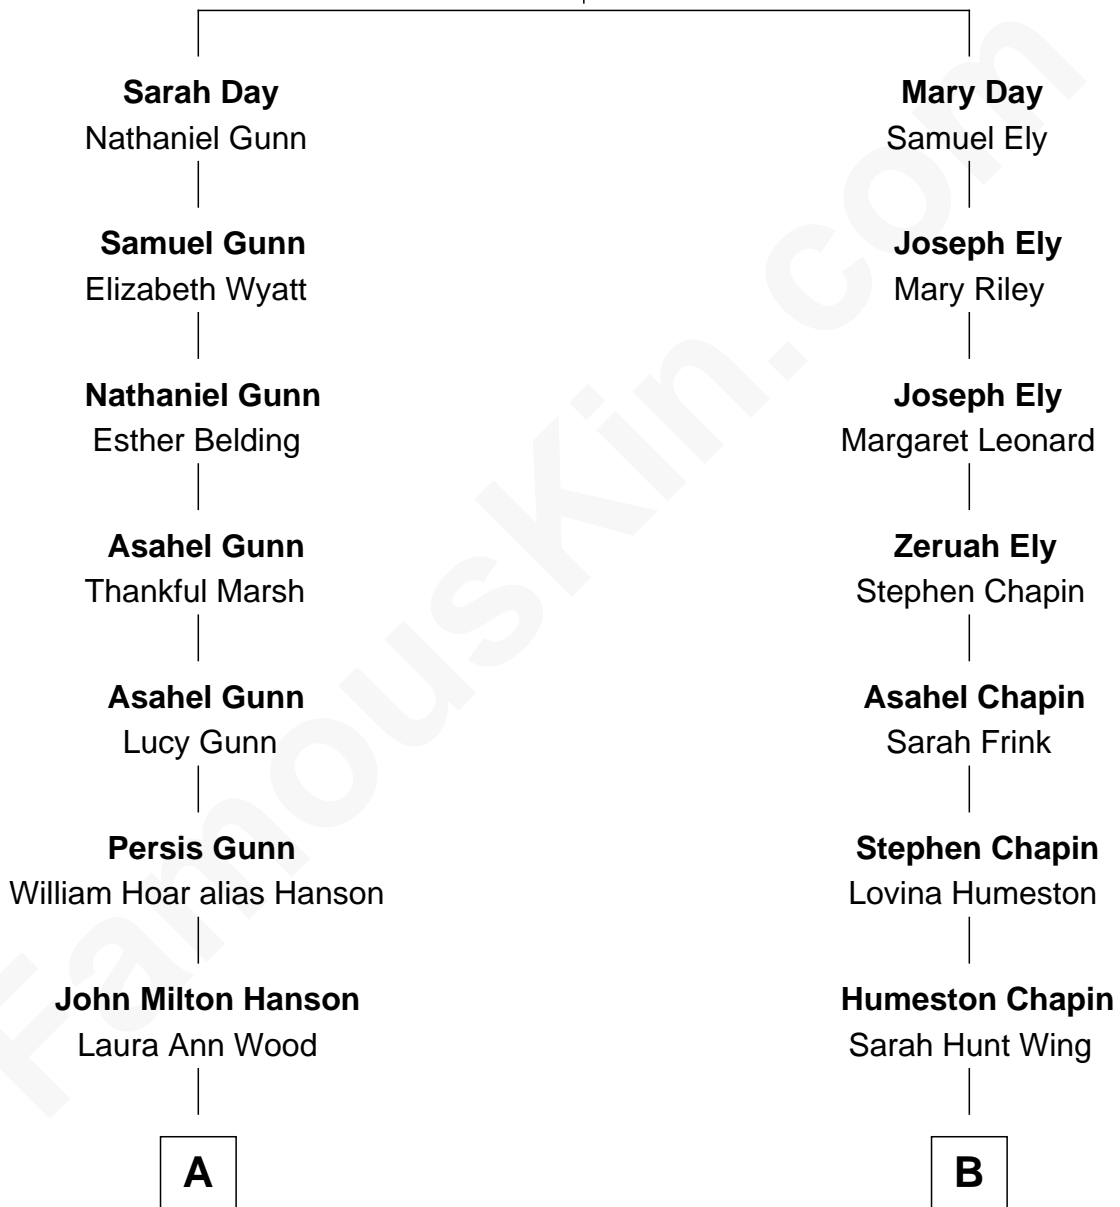 Sarah Day
Nathaniel Gunn
Samuel Gunn
Elizabeth Wyatt
Nathaniel Gunn
Esther Belding
Asahel Gunn
Thankful Marsh
Asahel Gunn
Lucy Gunn
Persis Gunn
William Hoar alias Hanson
John Milton Hanson
Laura Ann Wood
A
Mary Day
Samuel Ely
Joseph Ely
Mary Riley
Joseph Ely
Margaret Leonard
Zeruah Ely
Stephen Chapin
Asahel Chapin
Sarah Frink
Stephen Chapin
Lovina Humeston
Humeston Chapin
Sarah Hunt Wing
B
FamousKin.com